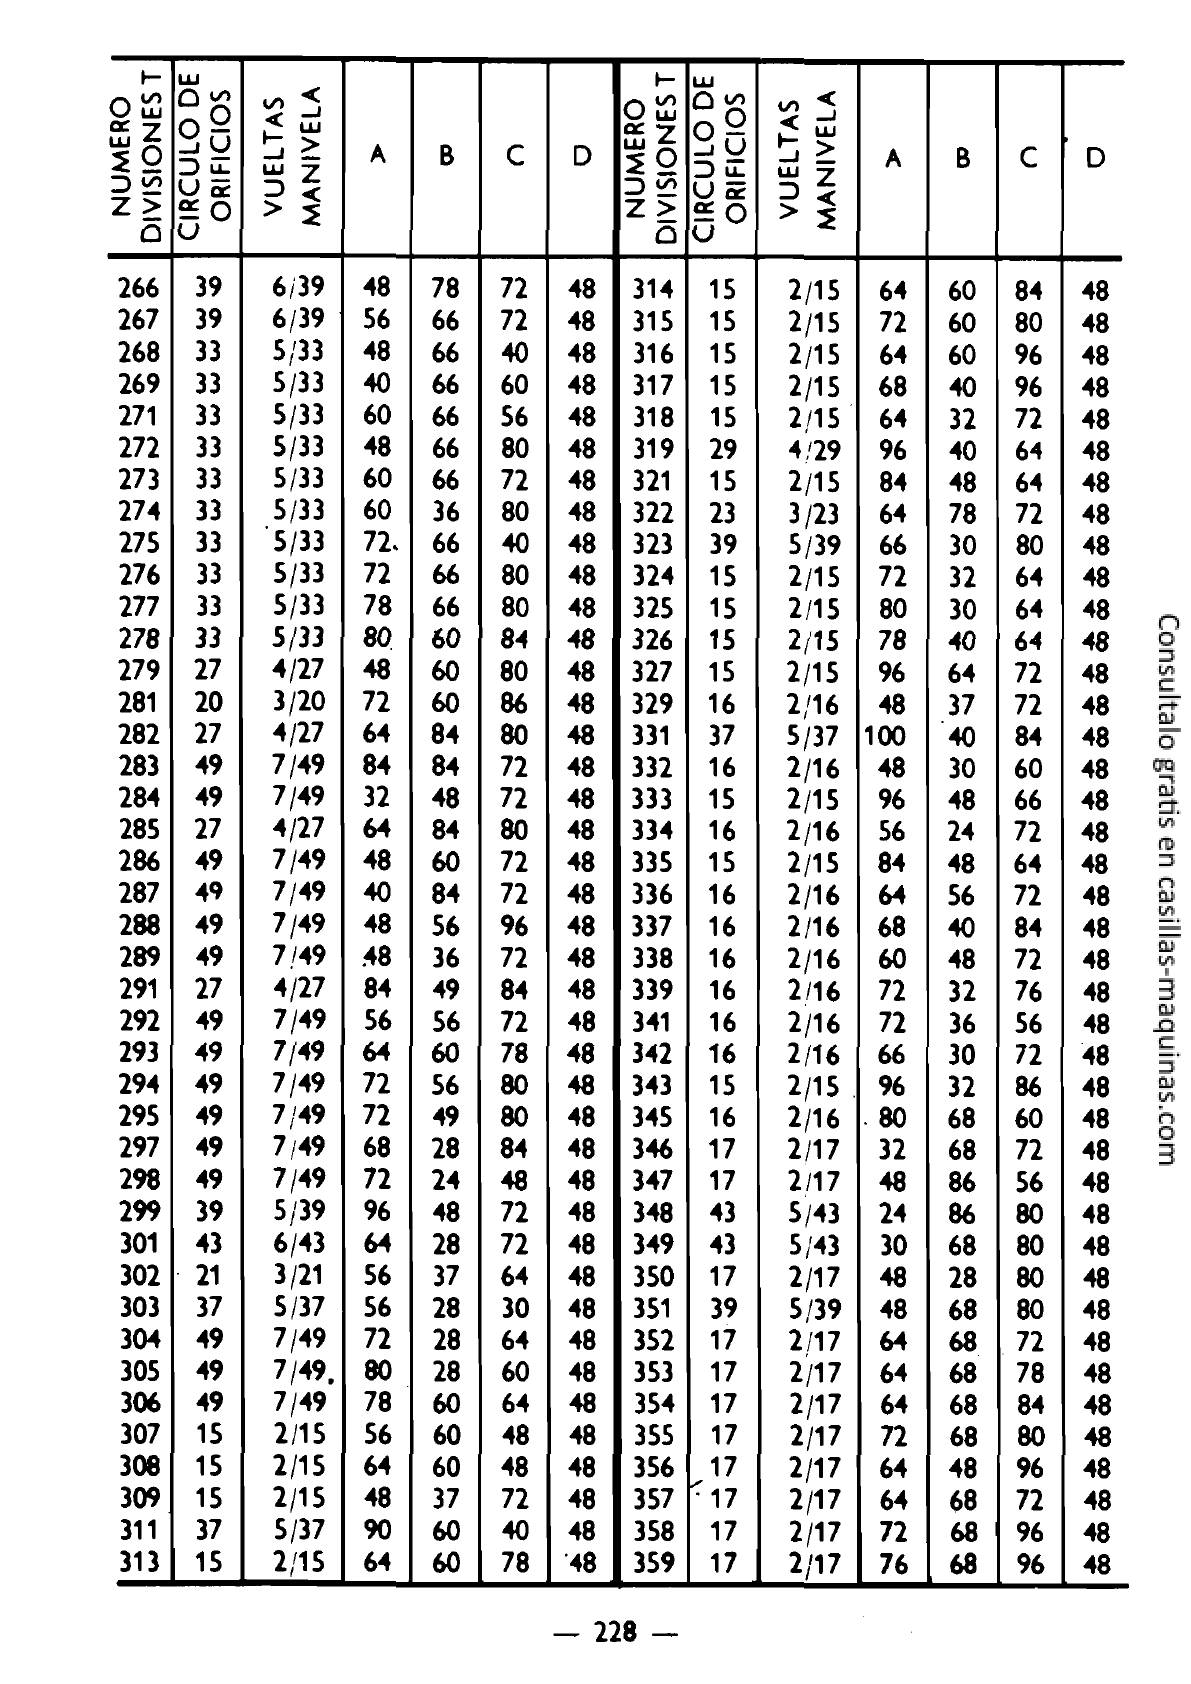 NUMERO DIVISIONES T | CIRCULO DE ORIFICIOS | VUELTAS MANIVELA | A | B | C | D | NUMERO DIVISIONES T | CIRCULO DE ORIFICIOS | VUELTAS MANIVELA | A | B | C | D
266 39 6/39 48 78 72 48 314 15 2/15 64 60 84 48
267 39 6/39 56 66 72 48 315 15 2/15 72 60 80 48
268 33 5/33 48 66 40 48 316 15 2/15 64 60 96 48
269 33 5/33 40 66 60 48 317 15 2/15 68 40 96 48
271 33 5/33 60 66 56 48 318 15 2/15 64 32 72 48
272 33 5/33 48 66 80 48 319 29 4/29 96 40 64 48
273 33 5/33 60 66 72 48 321 15 2/15 84 48 64 48
274 33 5/33 60 36 80 48 322 23 3/23 64 78 72 48
275 33 5/33 72 66 40 48 323 39 5/39 66 30 80 48
276 33 5/33 72 66 80 48 324 15 2/15 72 32 64 48
277 33 5/33 78 66 80 48 325 15 2/15 80 30 64 48
278 33 5/33 80 60 84 48 326 15 2/15 78 40 64 48
279 27 4/27 48 60 80 48 327 15 2/15 96 64 72 48
281 20 3/20 72 60 86 48 329 16 2/16 48 37 72 48
282 27 4/27 64 84 80 48 331 37 5/37 100 40 84 48
283 49 7/49 84 84 72 48 332 16 2/16 48 30 60 48
284 49 7/49 32 48 72 48 333 15 2/15 96 48 66 48
285 27 4/27 64 84 80 48 334 16 2/16 56 24 72 48
286 49 7/49 48 60 72 48 335 15 2/15 84 48 64 48
287 49 7/49 40 84 72 48 336 16 2/16 64 56 72 48
288 49 7/49 48 56 96 48 337 16 2/16 68 40 84 48
289 49 7/49 48 36 72 48 338 16 2/16 60 48 72 48
291 27 4/27 84 49 84 48 339 16 2/16 72 32 76 48
292 49 7/49 56 56 72 48 341 16 2/16 72 36 56 48
293 49 7/49 64 60 78 48 342 16 2/16 66 30 72 48
294 49 7/49 72 56 80 48 343 15 2/15 96 32 86 48
295 49 7/49 72 49 80 48 345 16 2/16 80 68 60 48
297 49 7/49 68 28 84 48 346 17 2/17 32 68 72 48
298 49 7/49 72 24 48 48 347 17 2/17 48 86 56 48
299 39 5/39 96 48 72 48 348 43 5/43 24 86 80 48
301 43 6/43 64 28 72 48 349 43 5/43 30 68 80 48
302 21 3/21 56 37 64 48 350 17 2/17 48 28 80 48
303 37 5/37 56 28 30 48 351 39 5/39 48 68 80 48
304 49 7/49 72 28 64 48 352 17 2/17 64 68 72 48
305 49 7/49 80 28 60 48 353 17 2/17 64 68 78 48
306 49 7/49 78 60 64 48 354 17 2/17 64 68 84 48
307 15 2/15 56 60 48 48 355 17 2/17 72 68 80 48
308 15 2/15 64 60 48 48 356 17 2/17 64 48 96 48
309 15 2/15 48 37 72 48 357 17 2/17 64 68 72 48
311 37 5/37 90 60 40 48 358 17 2/17 72 68 96 48
313 15 2/15 64 60 78 48 359 17 2/17 76 68 96 48
— 228 —
Consultalo gratis en casillas-maquinas.com